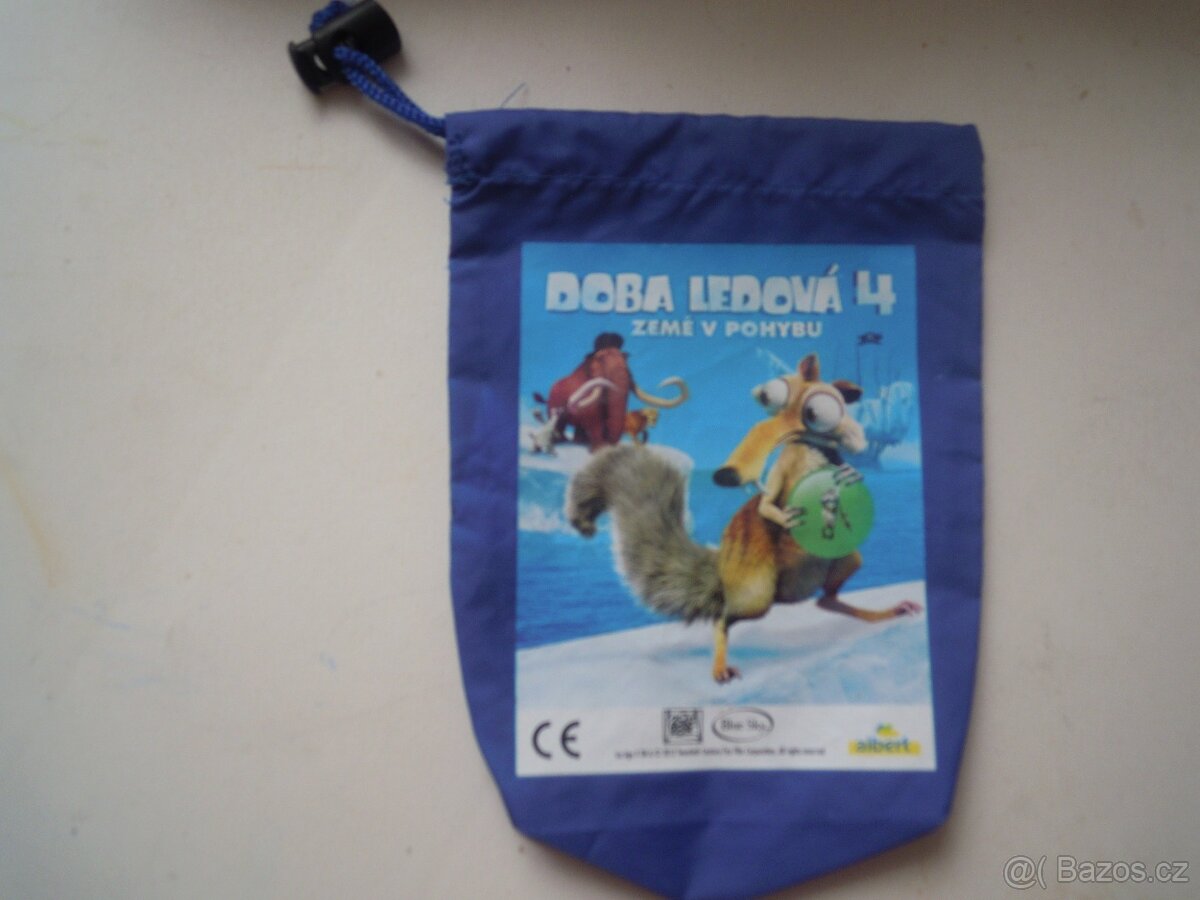 DOBA LEDOVÁ 4
ZEMĚ V POHYBU
CE
Blue Sky
albert
@( Bazos.cz